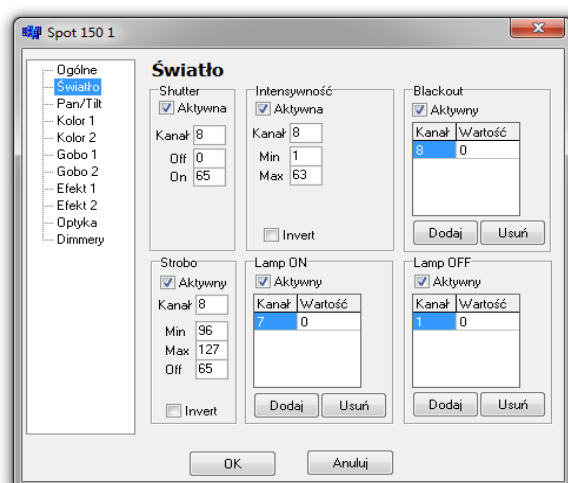 Spot 150 1
Ogólne
Światło
Pan/Tilt
Kolor 1
Kolor 2
Gobo 1
Gobo 2
Efekt 1
Efekt 2
Optyka
Dimmery
Światło
Shutter
Aktywna
Kanał 8
Off 0
On 65
Intensywność
Aktywna
Kanał 8
Min 1
Max 63
Invert
Blackout
Aktywny
Kanał Wartość
8 0
Dodaj Usuń
Strobo
Aktywny
Kanał 8
Min 96
Max 127
Off 65
Invert
Lamp ON
Aktywny
Kanał Wartość
7 0
Dodaj Usuń
Lamp OFF
Aktywny
Kanał Wartość
1 0
Dodaj Usuń
OK Anuluj